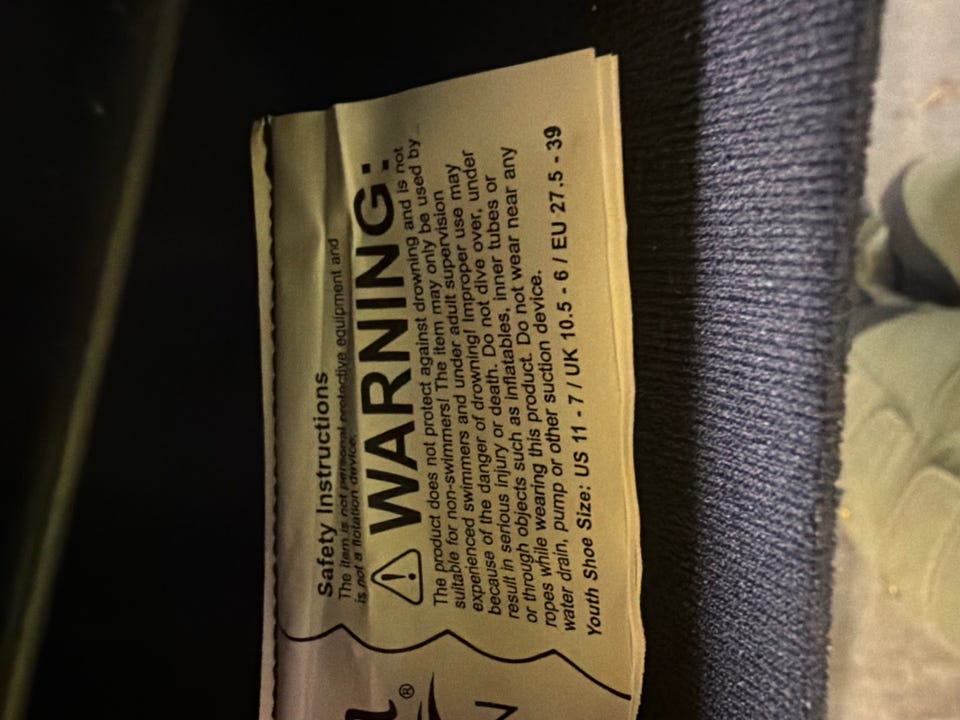 Safety Instructions
The item is not personal protective equipment and
is not a flotation device.
WARNING:
The product does not protect against drowning and is not
suitable for non-swimmers! The item may only be used by
experienced swimmers and under adult supervision
because of the danger of drowning! Improper use may
result in serious injury or death. Do not dive over, under
or through objects such as inflatables, inner tubes or
ropes while wearing this product. Do not wear near any
water drain, pump or other suction device.
Youth Shoe Size: US 11 - 7 / UK 10.5 - 6 / EU 27.5 - 39
®